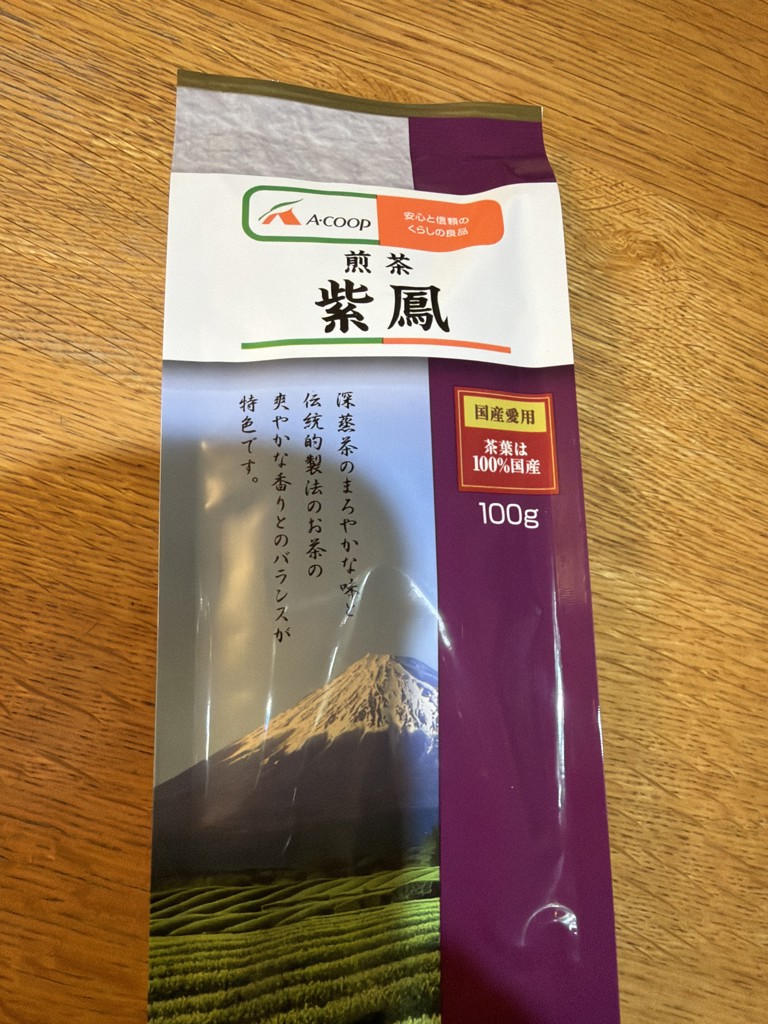 A·COOP
安心と信頼の
くらしの良品
煎茶
紫鳳
深蒸茶のまろやかな味と
伝統的製法のお茶の
爽やかな香りとのバランスが
特色です。
国産愛用
茶葉は
100%国産
100g